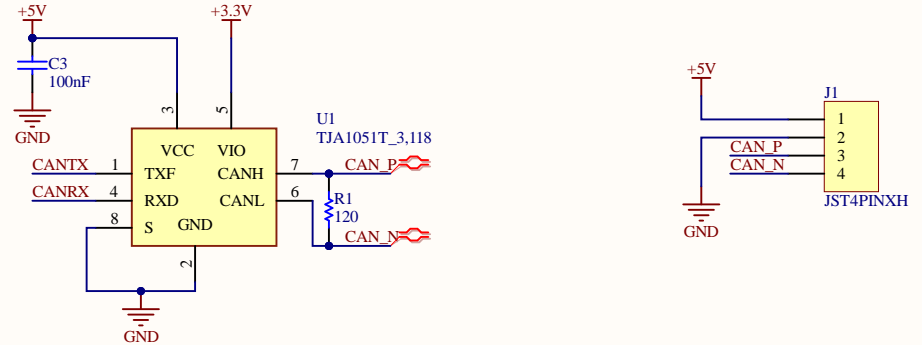 +5V
+3.3V
C3
100nF
GND
3
5
U1
TJA1051T_3,118
VCC
VIO
CANTX
1
TXF
CANH
7
CAN_P
CANRX
4
RXD
CANL
6
R1
120
8
S
GND
CAN_N
2
GND
+5V
J1
1
2
CAN_P
3
CAN_N
4
JST4PINXH
GND